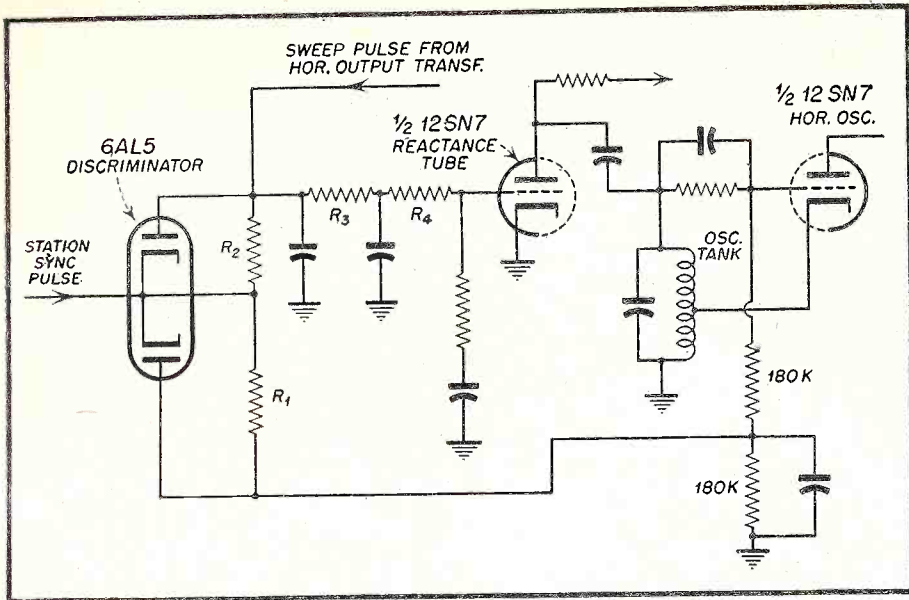 SWEEP PULSE FROM
HOR. OUTPUT TRANSF.
6AL5
DISCRIMINATOR
½ 12SN7
REACTANCE
TUBE
½ 12SN7
HOR. OSC.
STATION
SYNC
PULSE
R₂
R₃
R₄
OSC.
TANK
R₁
180K
180K